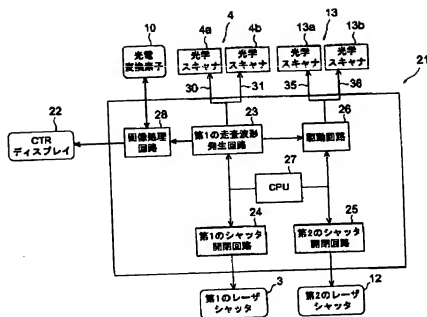 10
光電
変換素子
4
4a
4b
光学
スキャナ
光学
スキャナ
13
13a
13b
光学
スキャナ
光学
スキャナ
21
30
31
35
36
22
CTR
ディスプレイ
28
画像処理
回路
23
第1の走査波形
発生回路
26
駆動回路
27
CPU
24
第1のシャッタ
開閉回路
25
第2のシャッタ
開閉回路
3
第1のレーザ
シャッタ
12
第2のレーザ
シャッタ